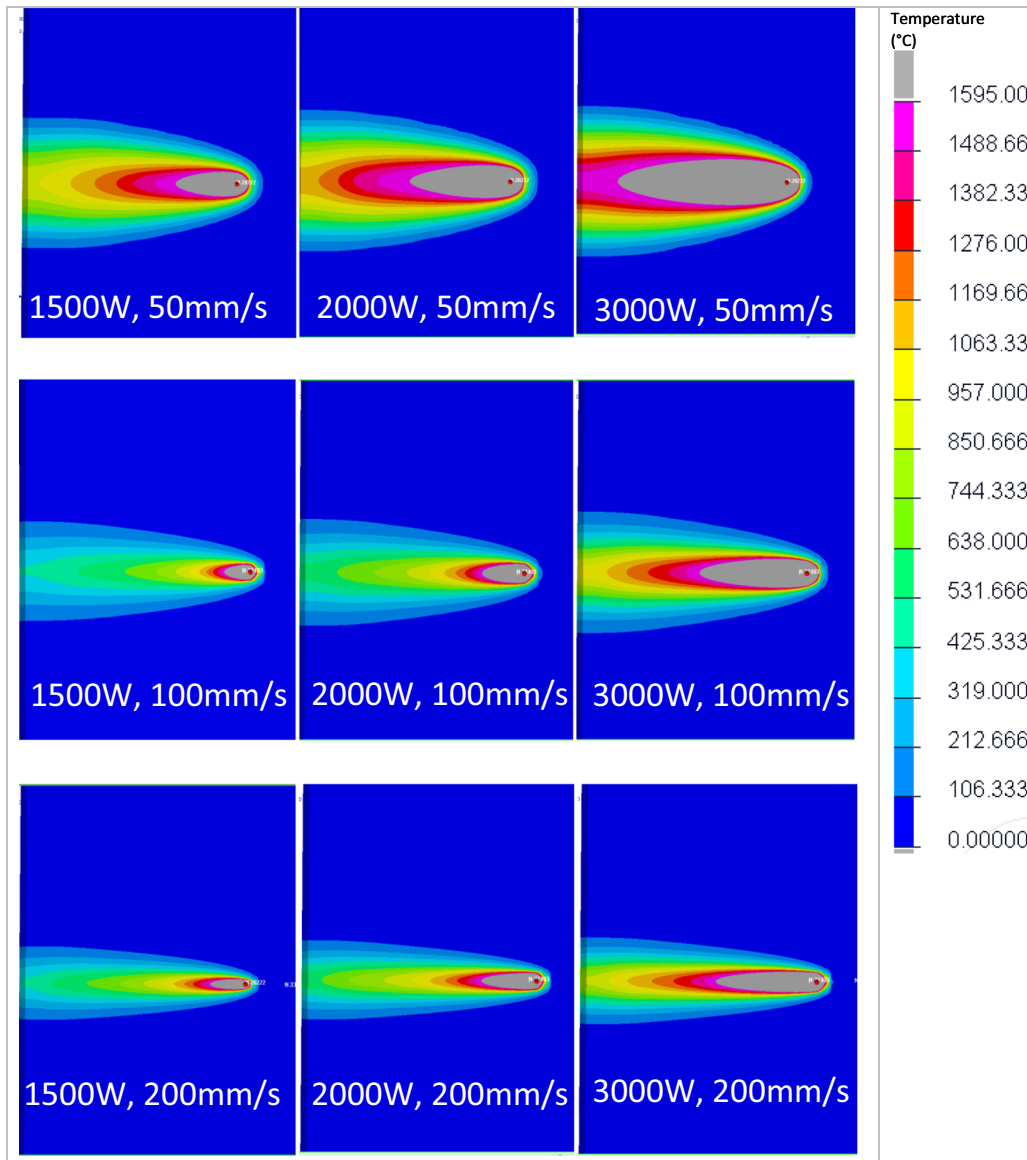 Temperature
(°C)
1595.00
1488.66
1382.33
1276.00
1169.66
1063.33
957.000
850.666
744.333
638.000
531.666
425.333
319.000
212.666
106.333
0.00000
1500W, 50mm/s
2000W, 50mm/s
3000W, 50mm/s
1500W, 100mm/s
2000W, 100mm/s
3000W, 100mm/s
1500W, 200mm/s
2000W, 200mm/s
3000W, 200mm/s